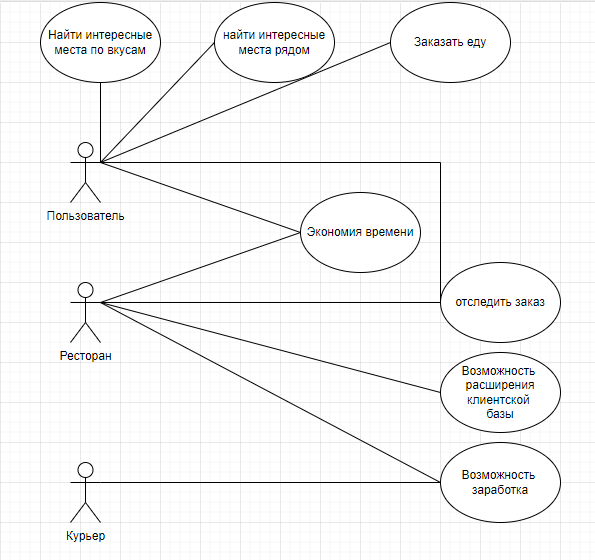 Найти интересные
места по вкусам
найти интересные
места рядом
Заказать еду
Пользователь
Экономия времени
Ресторан
отследить заказ
Возможность
расширения
клиентской
базы
Возможность
заработка
Курьер